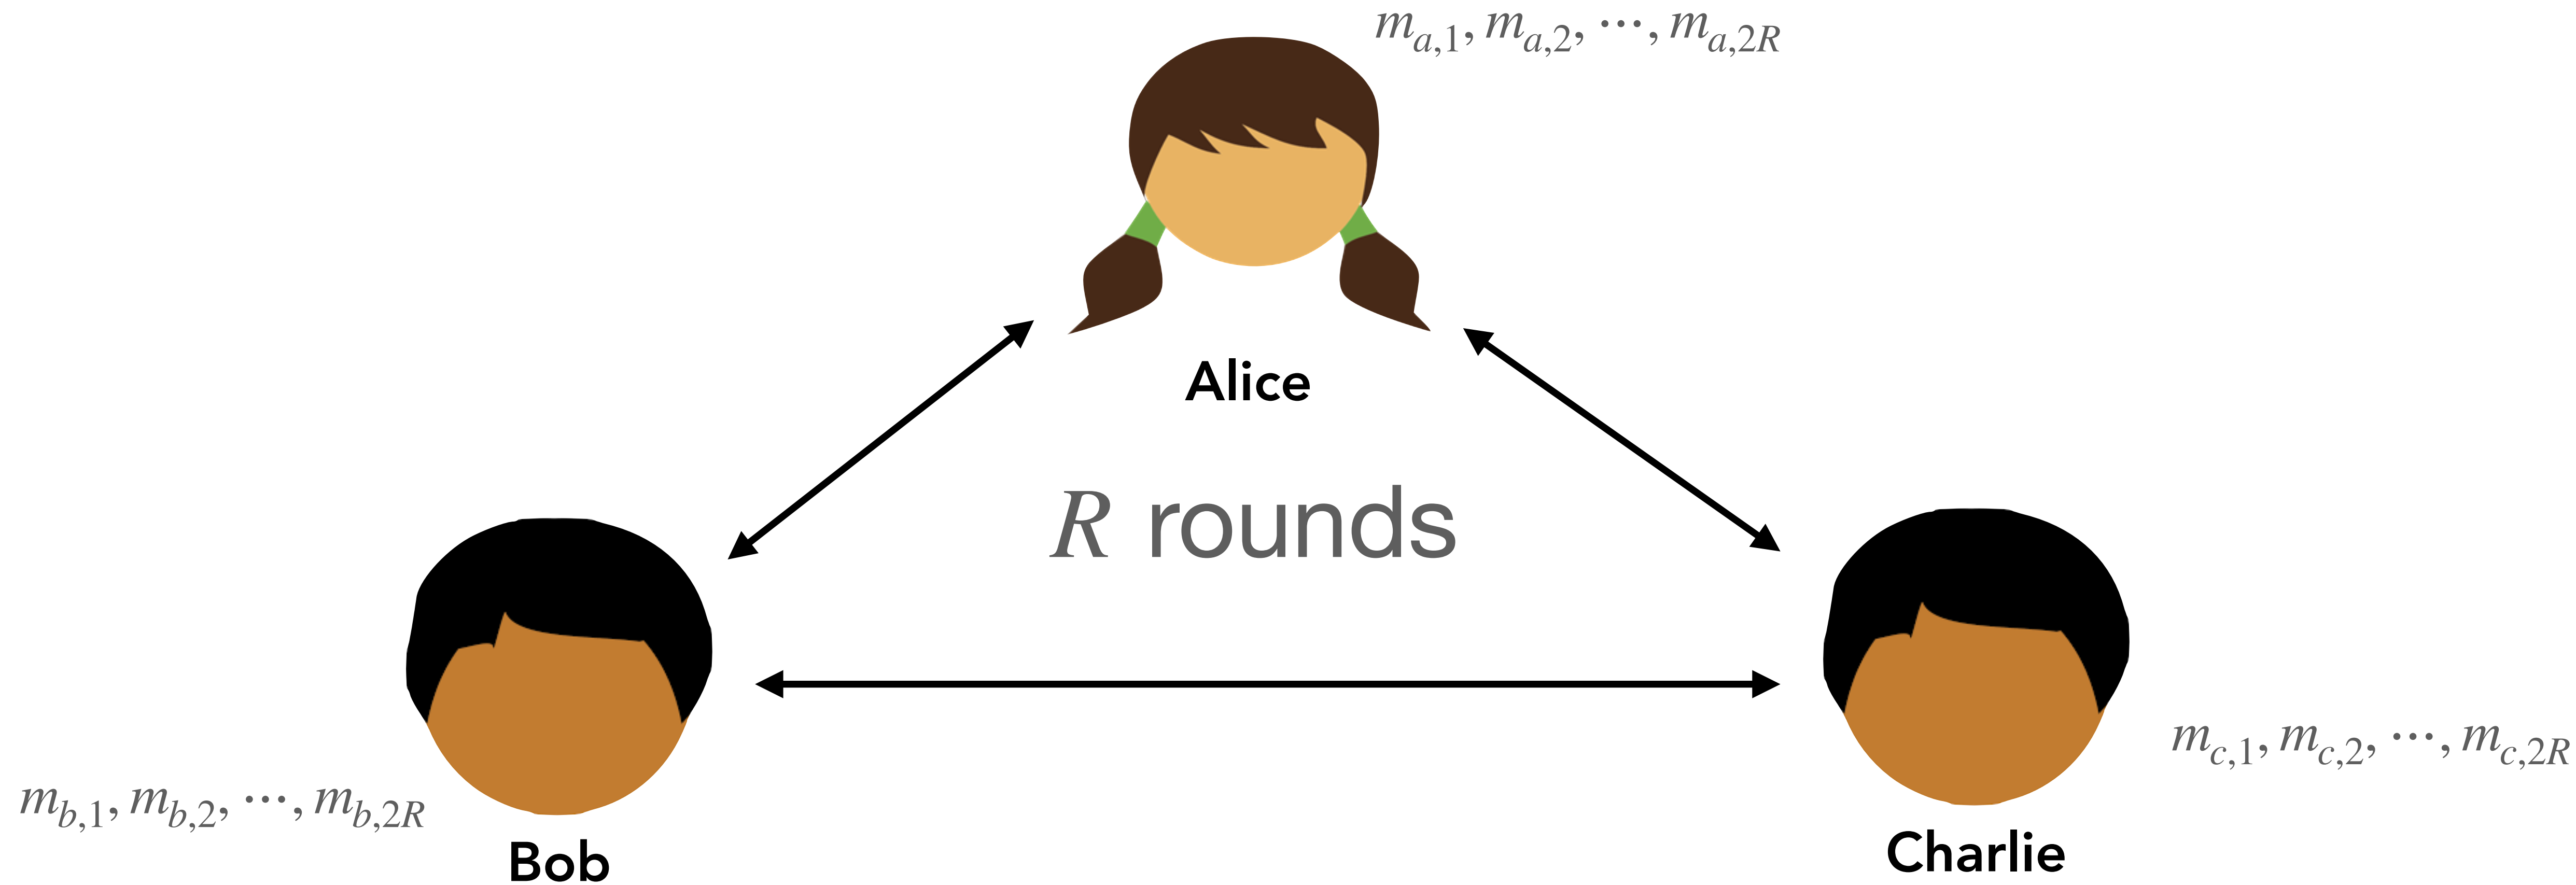 m_{a,1}, m_{a,2}, ⋯, m_{a,2R}
Alice
R rounds
m_{b,1}, m_{b,2}, ⋯, m_{b,2R}
m_{c,1}, m_{c,2}, ⋯, m_{c,2R}
Bob
Charlie